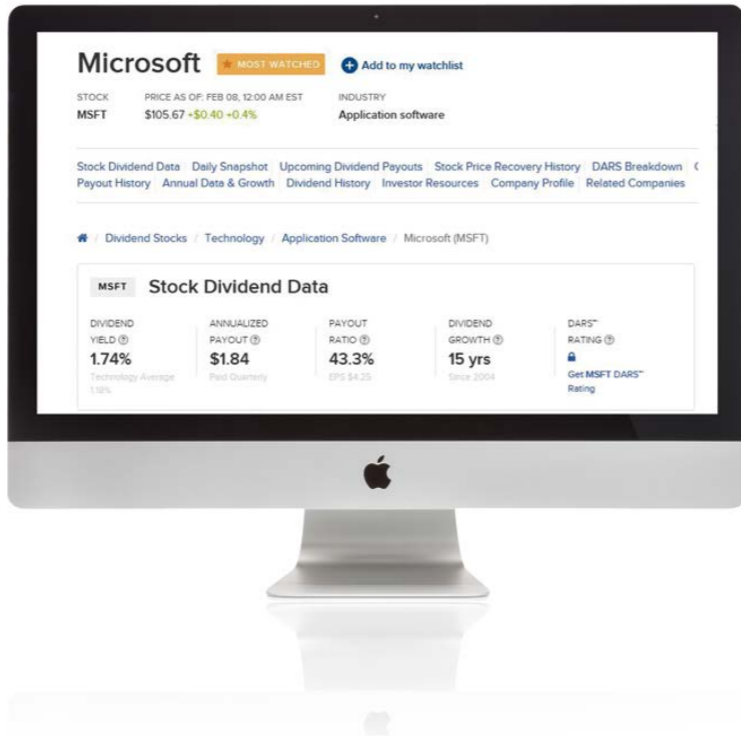 Microsoft ★ MOST WATCHED + Add to my watchlist
STOCK PRICE AS OF: FEB 08, 12:00 AM EST INDUSTRY
MSFT $105.67 +$0.40 +0.4% Application software
Stock Dividend Data Daily Snapshot Upcoming Dividend Payouts Stock Price Recovery History DARS Breakdown
Payout History Annual Data & Growth Dividend History Investor Resources Company Profile Related Companies
/ Dividend Stocks / Technology / Application Software / Microsoft (MSFT)
MSFT Stock Dividend Data
DIVIDEND ANNUALIZED PAYOUT DIVIDEND DARS™
YIELD ? PAYOUT ? RATIO ? GROWTH ? RATING ?
1.74% $1.84 43.3% 15 yrs
Technology Average Paid Quarterly EPS $4.25 Since 2004 Get MSFT DARS™
1.18% Rating